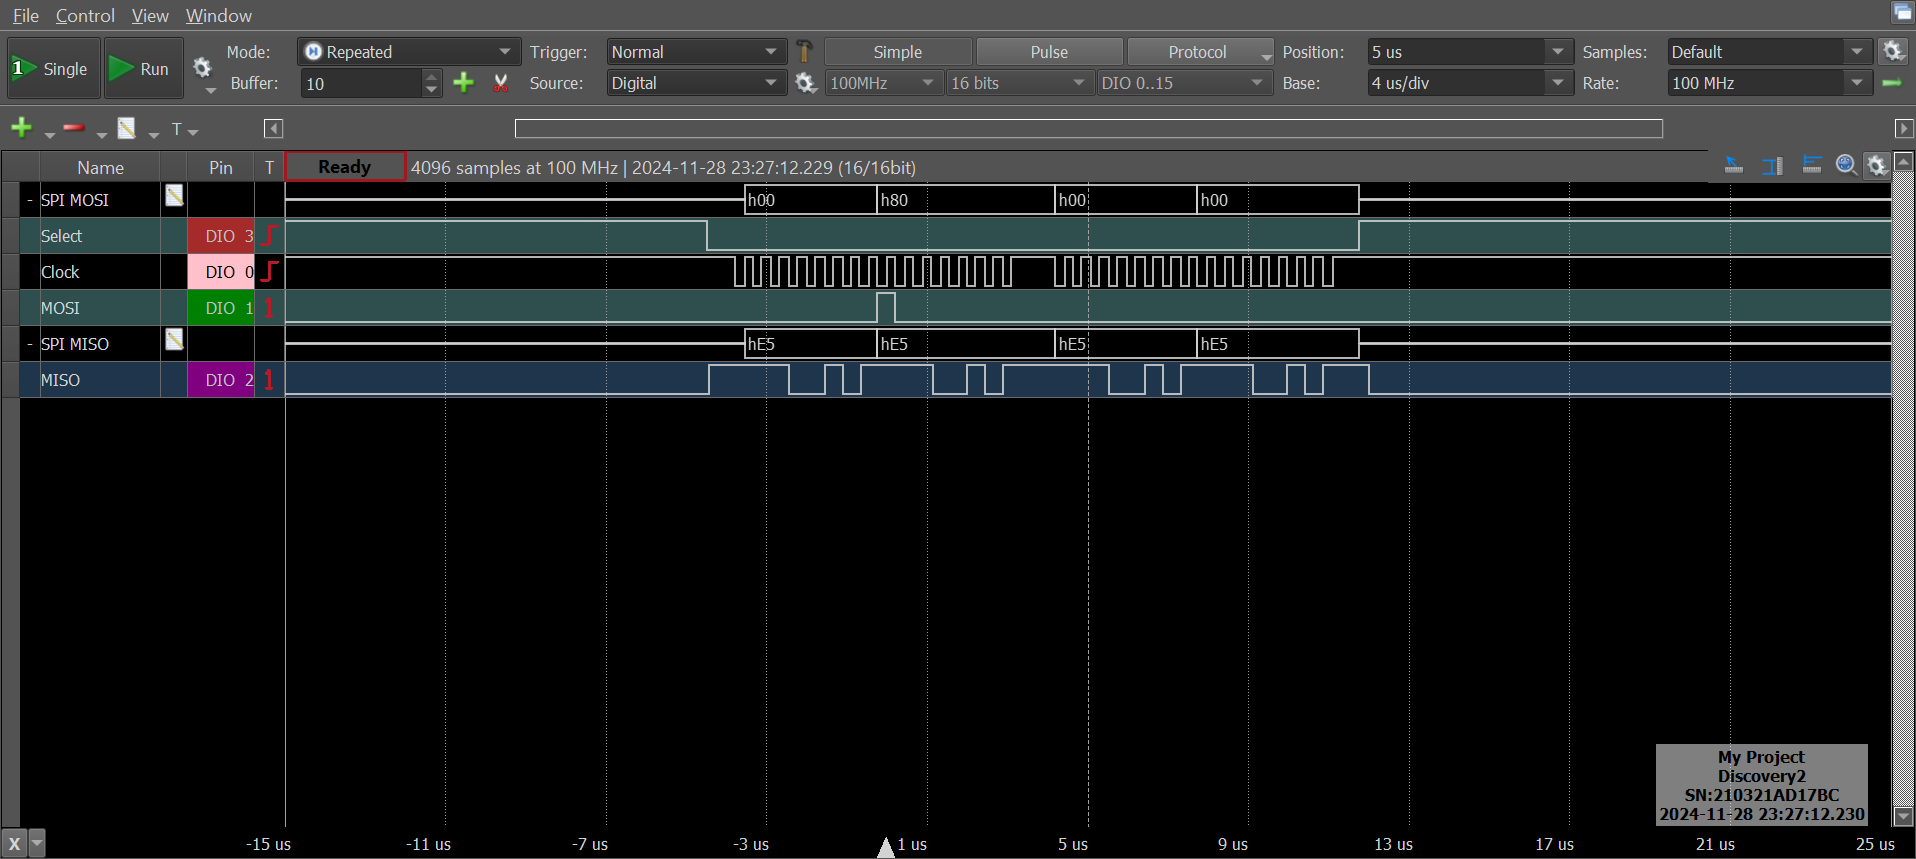 File Control View Window
Mode: Repeated Trigger: Normal Simple Pulse Protocol Position: 5 us Samples: Default
1 Single Run
Buffer: 10 Source: Digital 100MHz 16 bits DIO 0..15 Base: 4 us/div Rate: 100 MHz
T
Name Pin T Ready 4096 samples at 100 MHz | 2024-11-28 23:27:12.229 (16/16bit)
- SPI MOSI h00 h80 h00 h00
Select DIO 3
Clock DIO 0
MOSI DIO 1
- SPI MISO hE5 hE5 hE5 hE5
MISO DIO 2
My Project
Discovery2
SN:210321AD17BC
2024-11-28 23:27:12.230
X -15 us -11 us -7 us -3 us 1 us 5 us 9 us 13 us 17 us 21 us 25 us